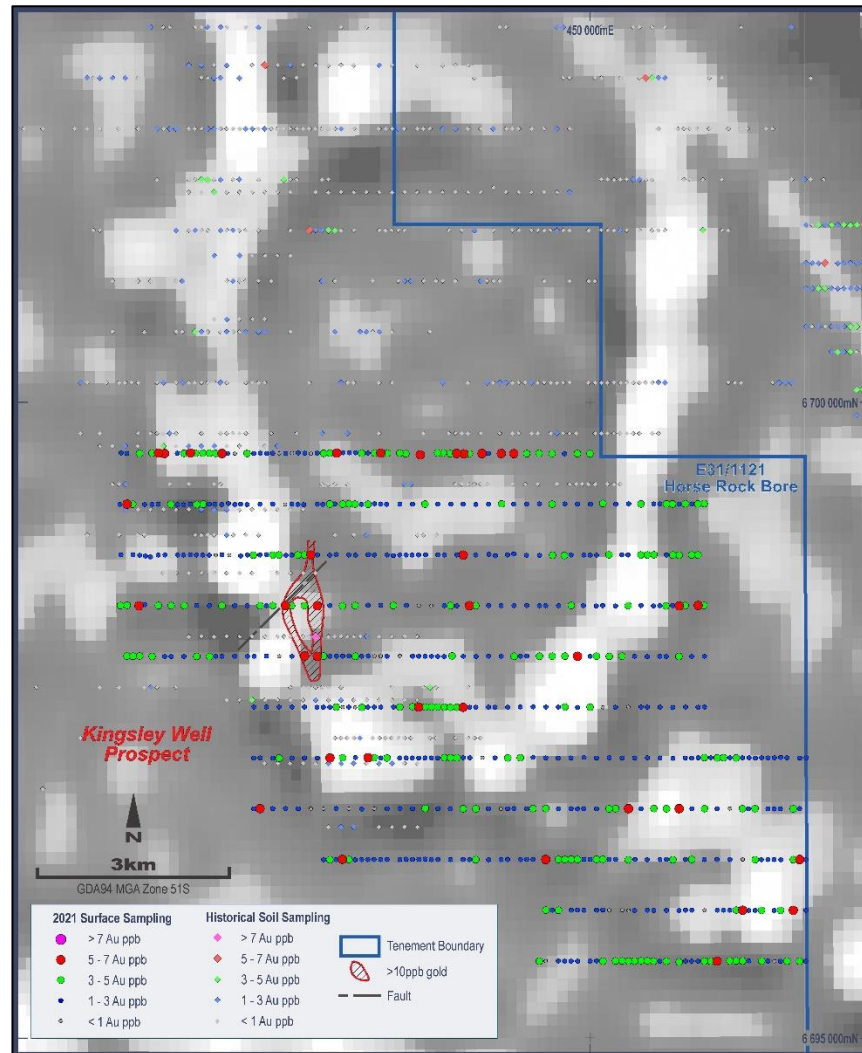 450 000mE
6 700 000mN
E31/1121
Horse Rock Bore
Kingsley Well
Prospect
N
3km
GDA94 MGA Zone 51S
2021 Surface Sampling
> 7 Au ppb
5 - 7 Au ppb
3 - 5 Au ppb
1 - 3 Au ppb
< 1 Au ppb
Historical Soil Sampling
> 7 Au ppb
5 - 7 Au ppb
3 - 5 Au ppb
1 - 3 Au ppb
< 1 Au ppb
Tenement Boundary
>10ppb gold
Fault
6 695 000mN